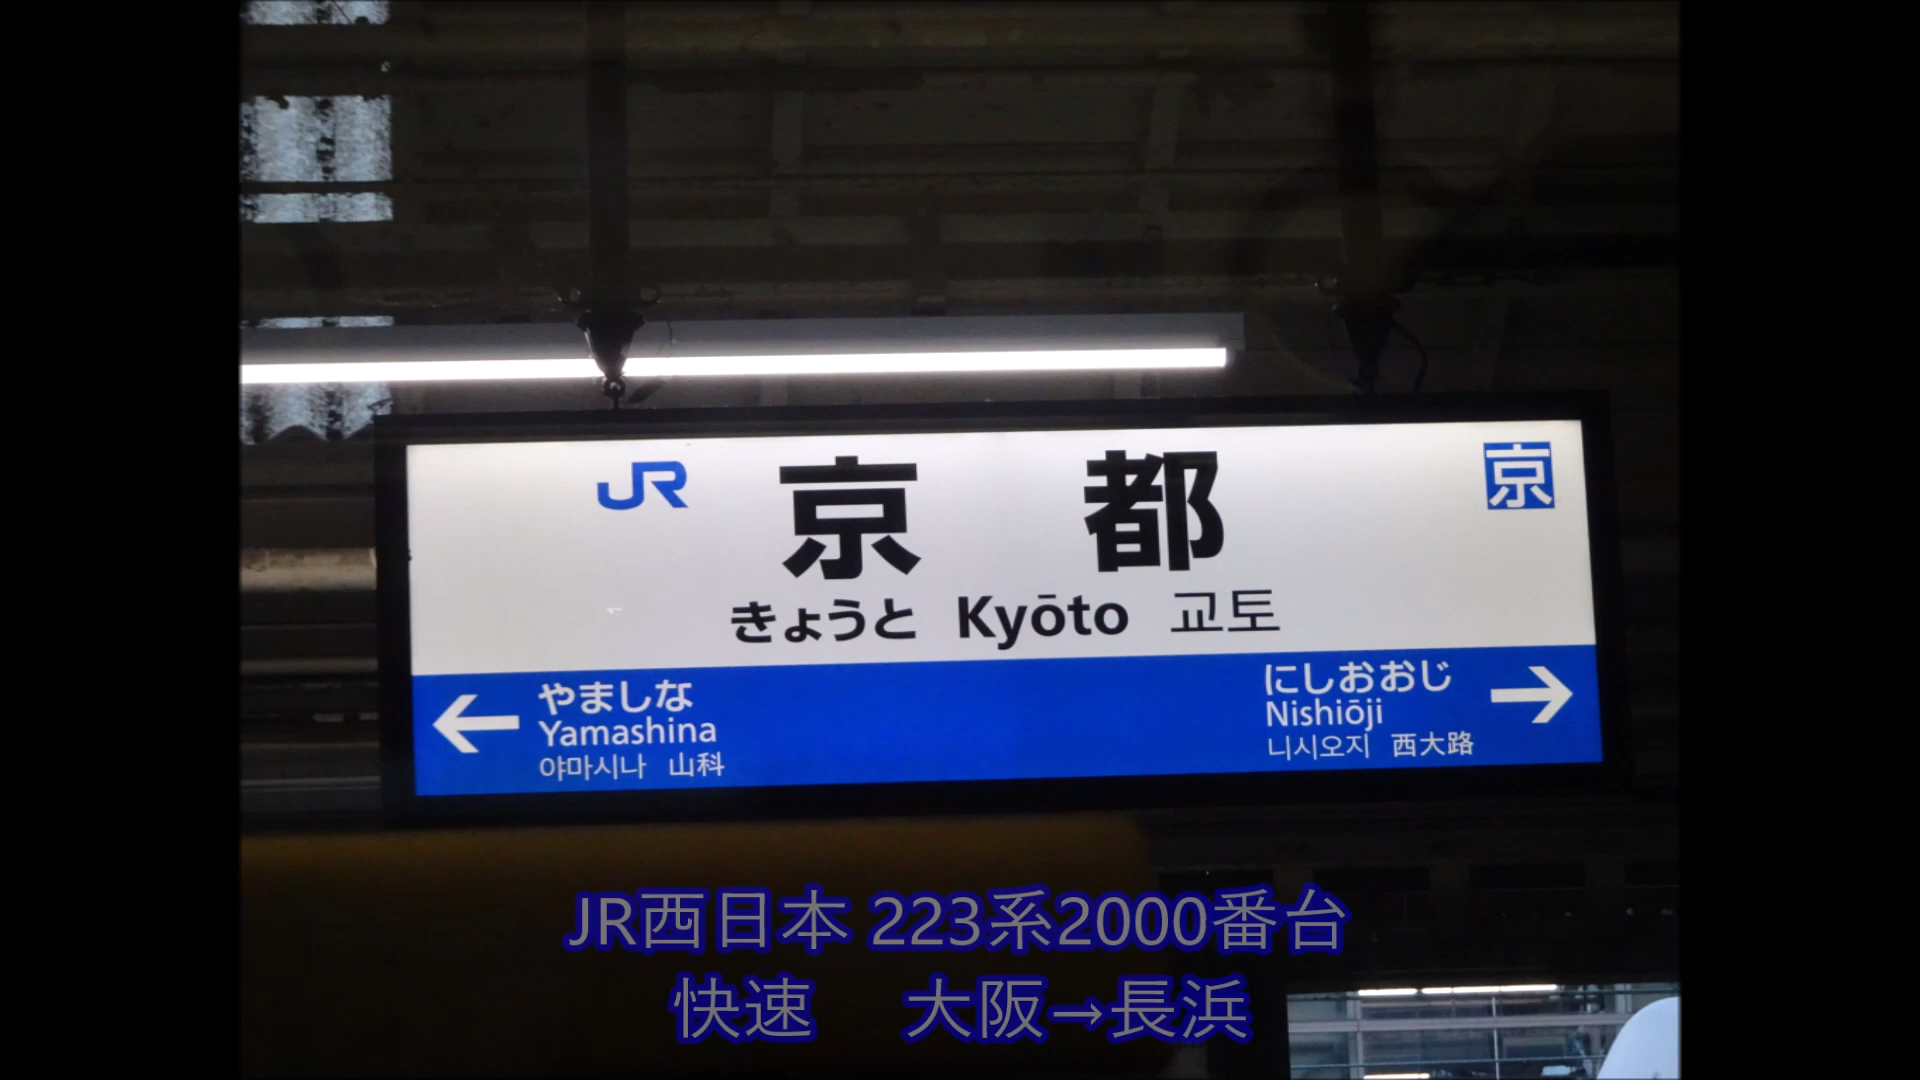 JR 京都 京
きょうと Kyōto 교토
← やましな
Yamashina
야마시나 山科
にしおおじ →
Nishiōji
니시오지 西大路
JR西日本 223系2000番台
快速 大阪→長浜